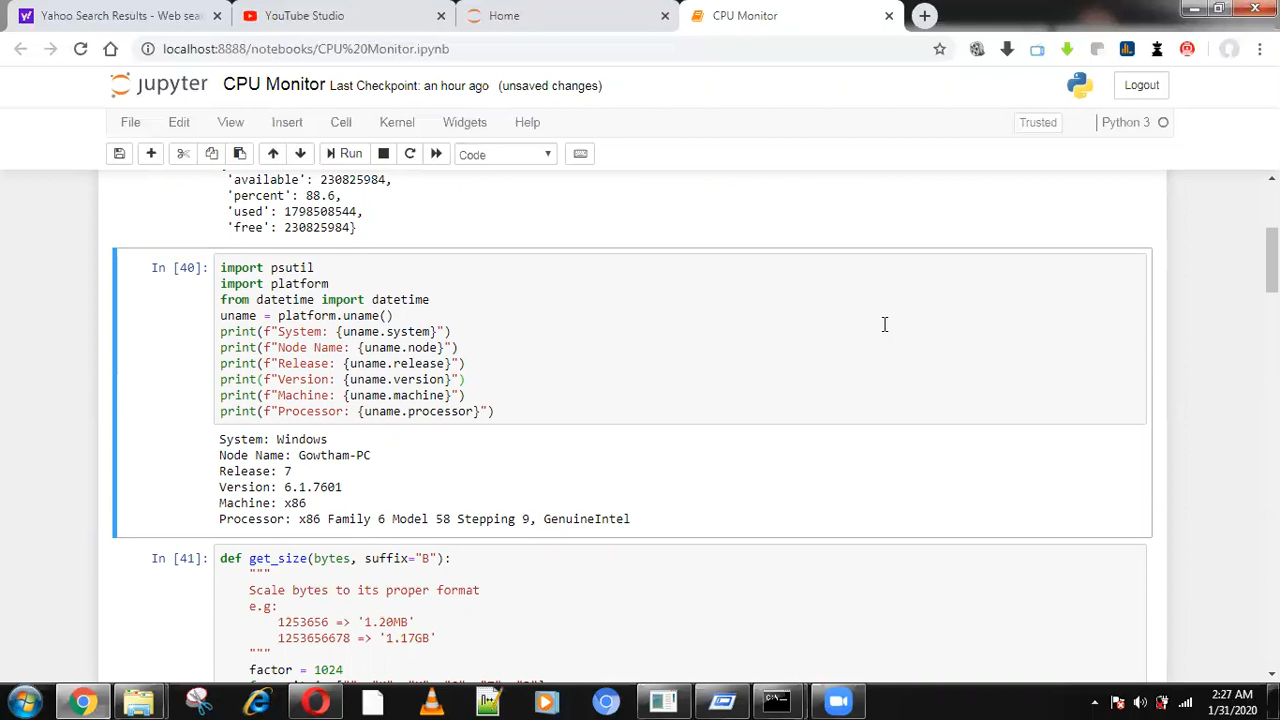 Yahoo Search Results - Web sea
YouTube Studio
Home
CPU Monitor
localhost:8888/notebooks/CPU%20Monitor.ipynb
jupyter CPU Monitor Last Checkpoint: an hour ago (unsaved changes)
Logout
File Edit View Insert Cell Kernel Widgets Help
Trusted
Python 3
Run
Code
'available': 230825984,
'percent': 88.6,
'used': 1798508544,
'free': 230825984}
In [40]:
import psutil
import platform
from datetime import datetime
uname = platform.uname()
print(f"System: {uname.system}")
print(f"Node Name: {uname.node}")
print(f"Release: {uname.release}")
print(f"Version: {uname.version}")
print(f"Machine: {uname.machine}")
print(f"Processor: {uname.processor}")
System: Windows
Node Name: Gowtham-PC
Release: 7
Version: 6.1.7601
Machine: x86
Processor: x86 Family 6 Model 58 Stepping 9, GenuineIntel
In [41]:
def get_size(bytes, suffix="B"):
"""
Scale bytes to its proper format
e.g:
1253656 => '1.20MB'
1253656678 => '1.17GB'
"""
factor = 1024
2:27 AM
1/31/2020